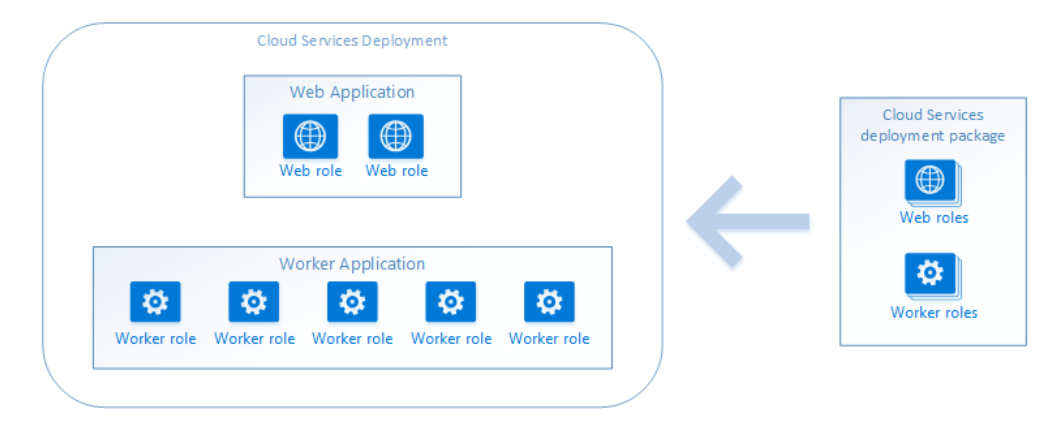 Cloud Services Deployment
Web Application
Web role Web role
Worker Application
Worker role Worker role Worker role Worker role Worker role
Cloud Services
deployment package
Web roles
Worker roles